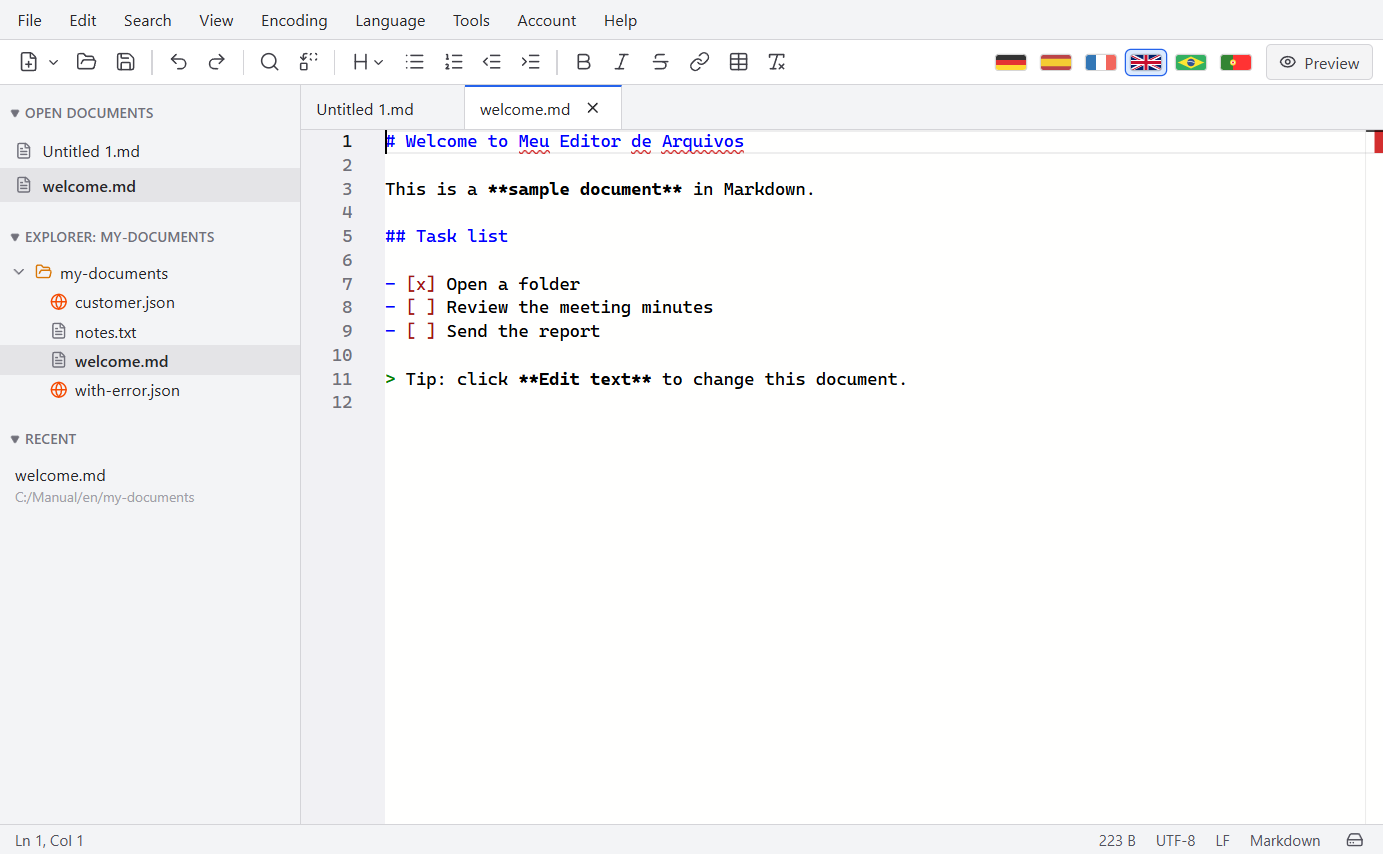 File Edit Search View Encoding Language Tools Account Help
H Preview
OPEN DOCUMENTS
Untitled 1.md
welcome.md
EXPLORER: MY-DOCUMENTS
my-documents
customer.json
notes.txt
welcome.md
with-error.json
RECENT
welcome.md
C:/Manual/en/my-documents
Untitled 1.md welcome.md
1 # Welcome to Meu Editor de Arquivos
2
3 This is a **sample document** in Markdown.
4
5 ## Task list
6
7 - [x] Open a folder
8 - [ ] Review the meeting minutes
9 - [ ] Send the report
10
11 > Tip: click **Edit text** to change this document.
12
Ln 1, Col 1 223 B UTF-8 LF Markdown